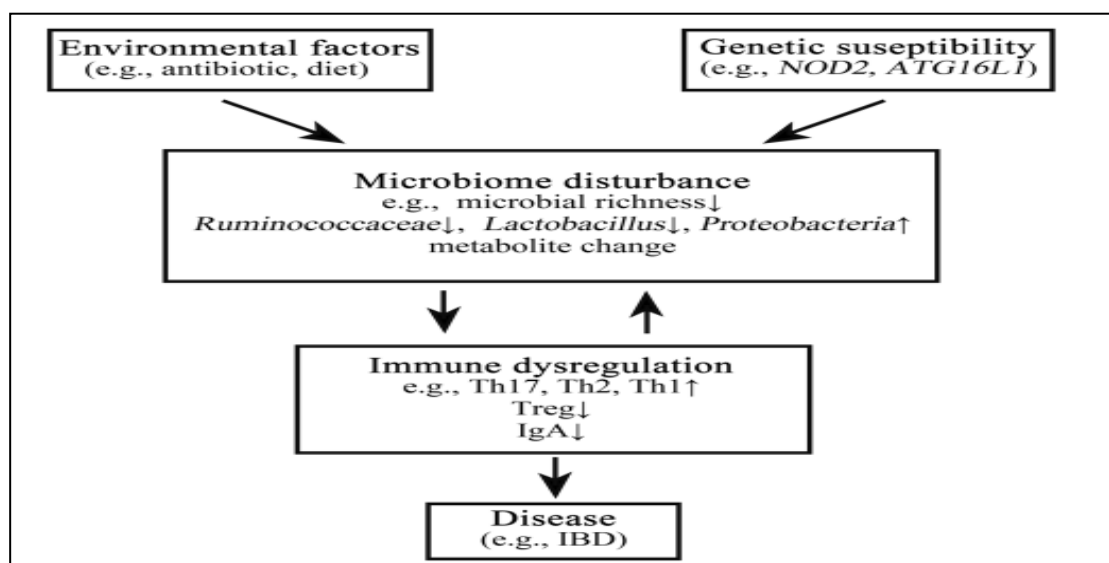 Environmental factors
(e.g., antibiotic, diet)
Genetic suseptibility
(e.g., NOD2, ATG16L1)
Microbiome disturbance
e.g., microbial richness↓
Ruminococcaceae↓, Lactobacillus↓, Proteobacteria↑
metabolite change
Immune dysregulation
e.g., Th17, Th2, Th1↑
Treg↓
IgA↓
Disease
(e.g., IBD)